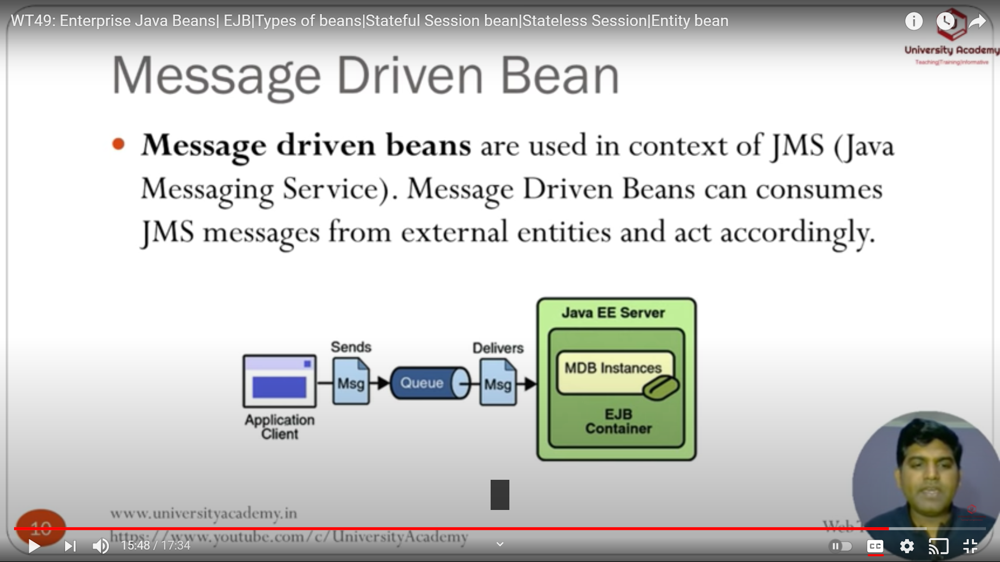 WT49: Enterprise Java Beans| EJB|Types of beans|Stateful Session bean|Stateless Session|Entity bean
University Academy
Teaching|Training|Informative
Message Driven Bean
• Message driven beans are used in context of JMS (Java
Messaging Service). Message Driven Beans can consumes
JMS messages from external entities and act accordingly.
Java EE Server
Sends
Delivers
MDB Instances
Msg
Queue
Msg
EJB
Container
Application
Client
www.universityacademy.in
10
Web
https://www.youtube.com/c/UniversityAcademy
15:48 / 17:34
CC